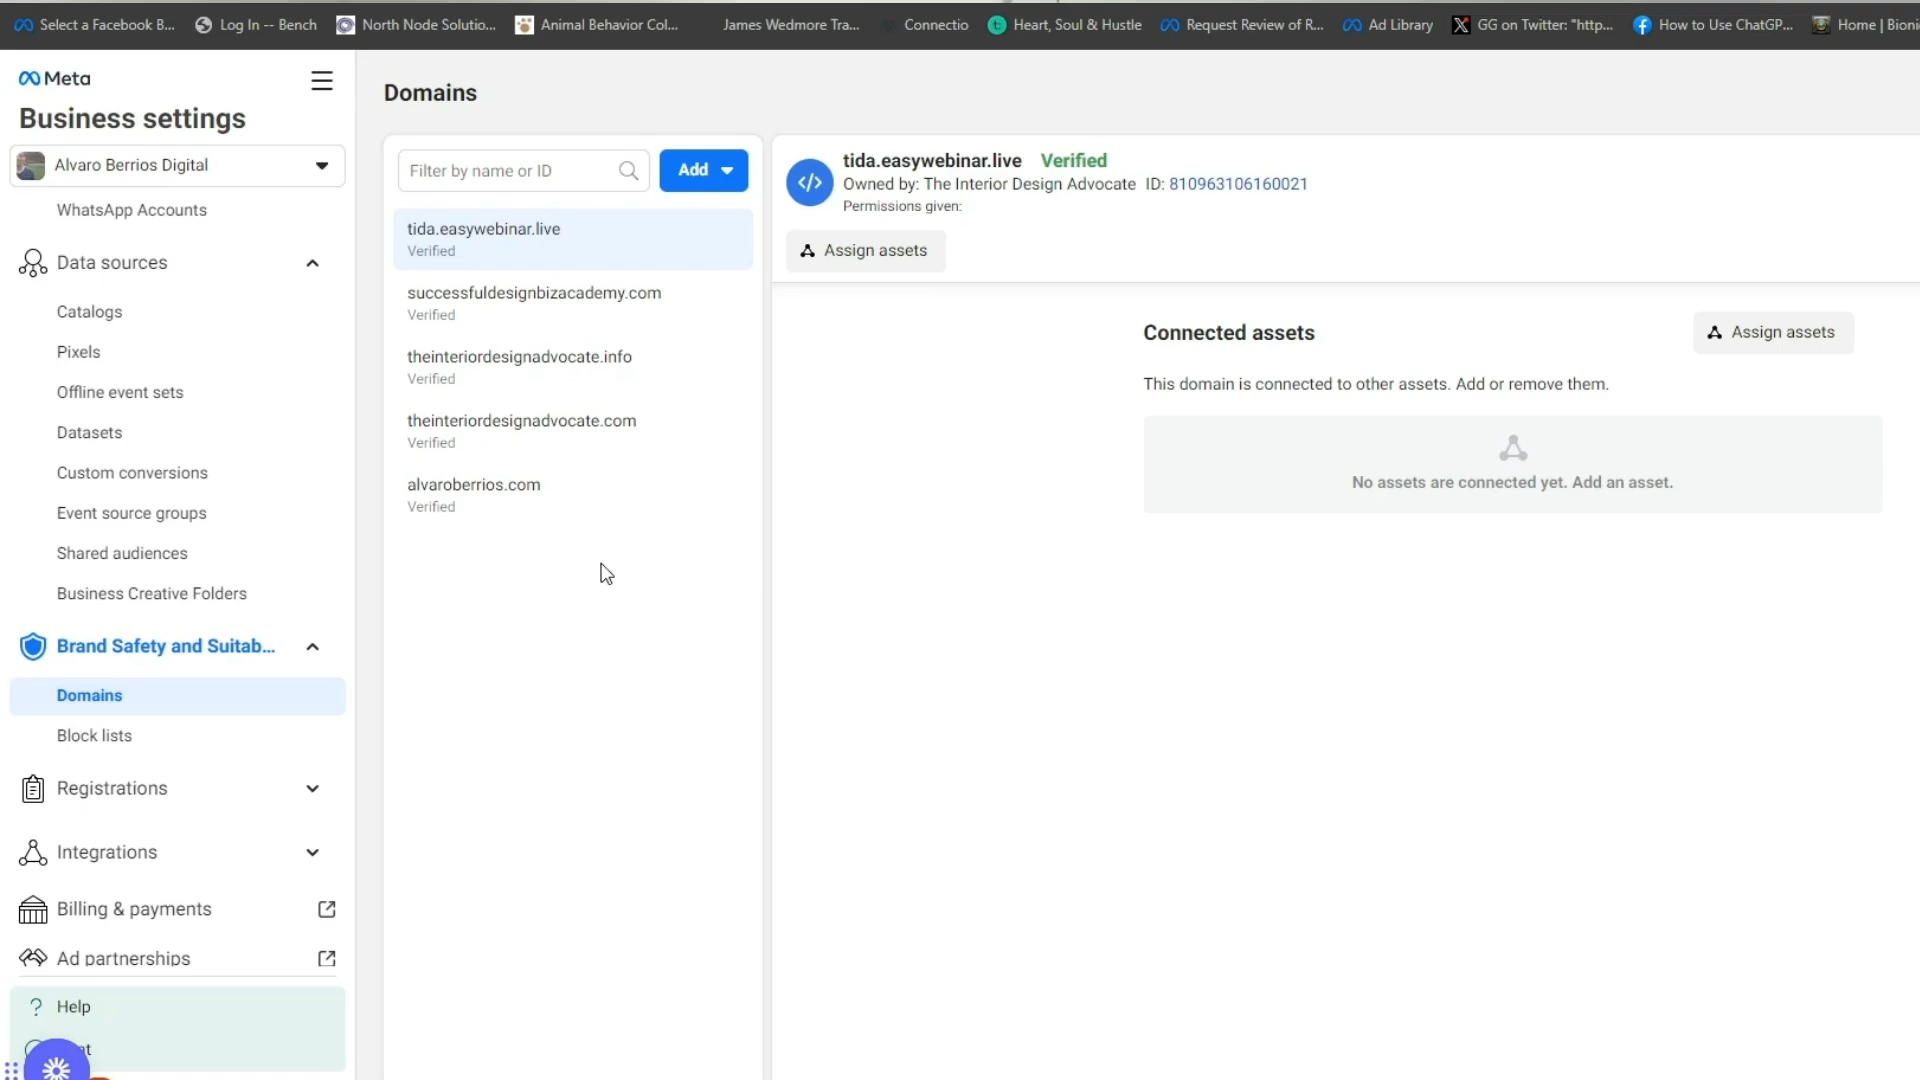 Select a Facebook B...
Log In -- Bench
North Node Solutio...
Animal Behavior Col...
James Wedmore Tra...
Connectio
Heart, Soul & Hustle
Request Review of R...
Ad Library
GG on Twitter: "http...
How to Use ChatGP...
Home | Bioni
Meta
Business settings
Alvaro Berrios Digital
WhatsApp Accounts
Data sources
Catalogs
Pixels
Offline event sets
Datasets
Custom conversions
Event source groups
Shared audiences
Business Creative Folders
Brand Safety and Suitab...
Domains
Block lists
Registrations
Integrations
Billing & payments
Ad partnerships
? Help
Domains
Filter by name or ID
Add
tida.easywebinar.live
Verified
successfuldesignbizacademy.com
Verified
theinteriordesignadvocate.info
Verified
theinteriordesignadvocate.com
Verified
alvaroberrios.com
Verified
</> tida.easywebinar.live Verified
Owned by: The Interior Design Advocate ID: 810963106160021
Permissions given:
Assign assets
Connected assets
Assign assets
This domain is connected to other assets. Add or remove them.
No assets are connected yet. Add an asset.